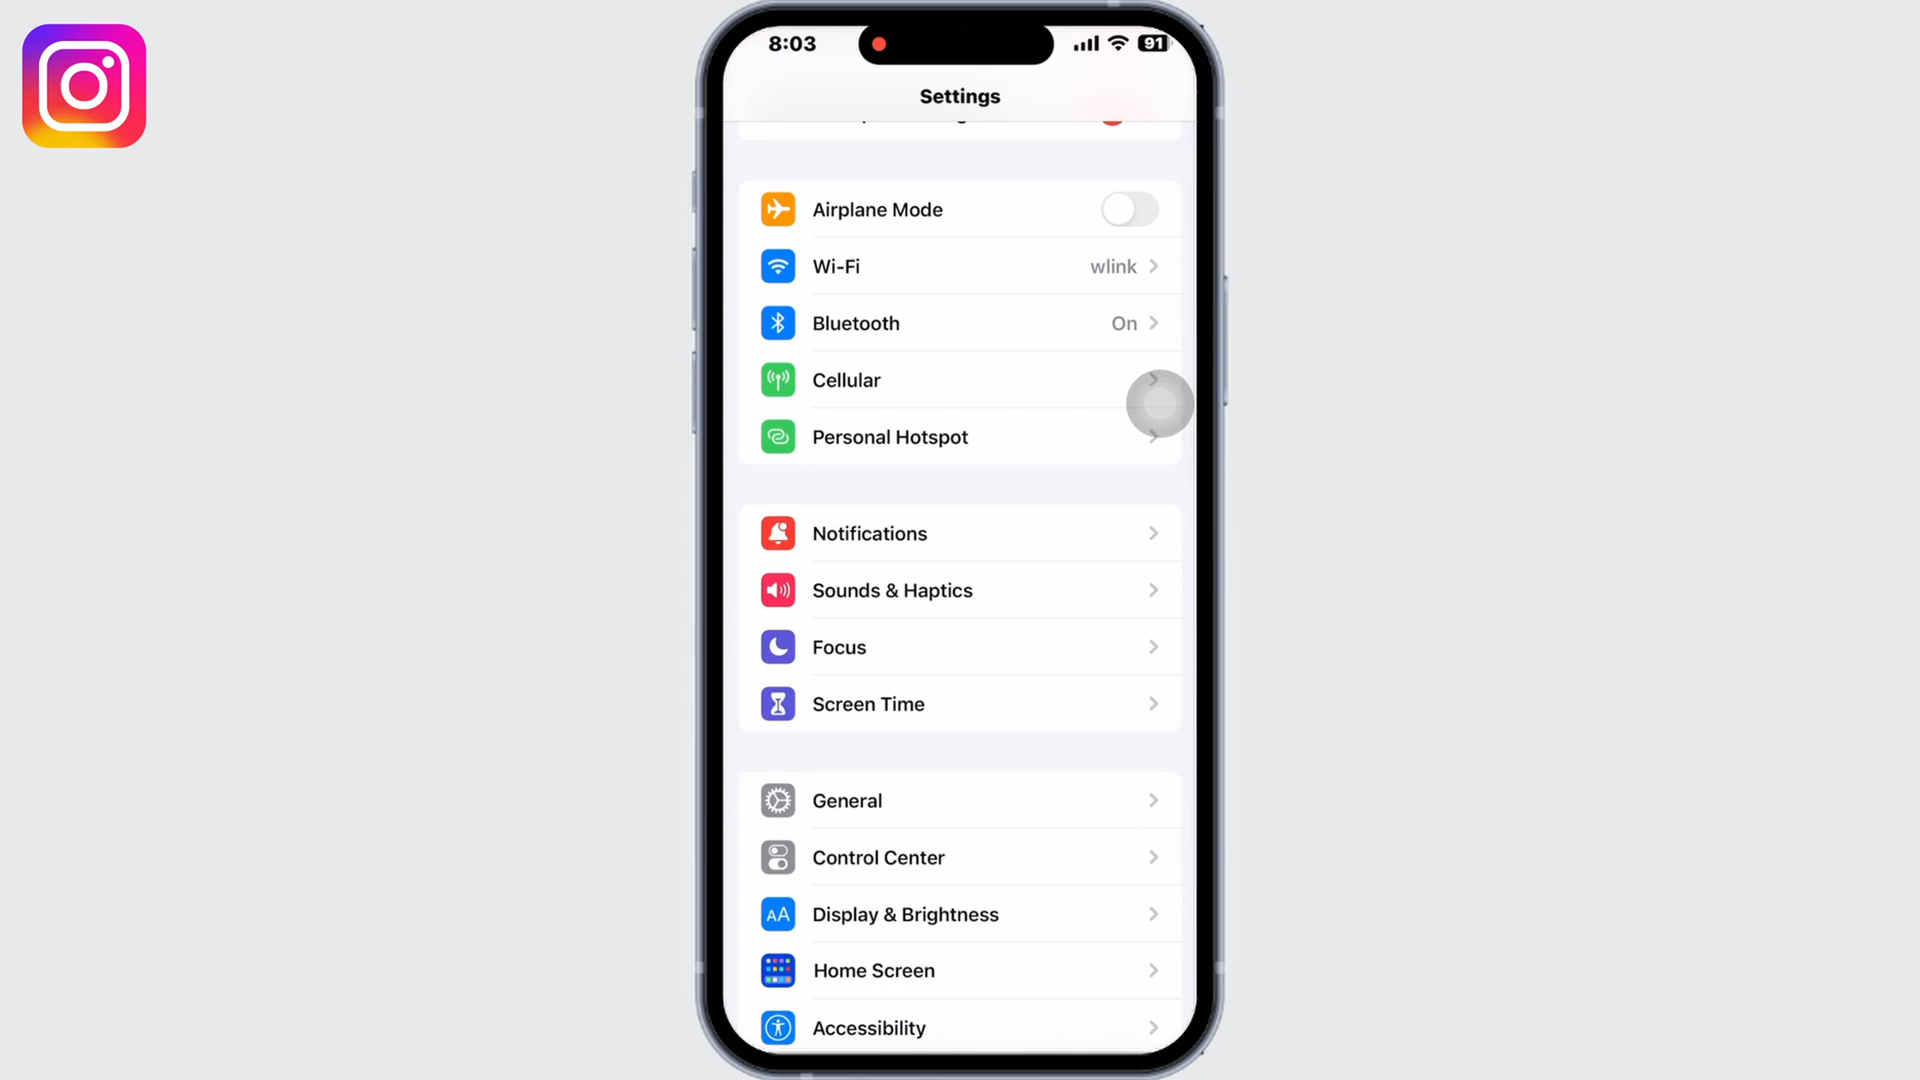 8:03
91
Settings
Airplane Mode
Wi-Fi wlink
Bluetooth On
Cellular
Personal Hotspot
Notifications
Sounds & Haptics
Focus
Screen Time
General
Control Center
AA Display & Brightness
Home Screen
Accessibility